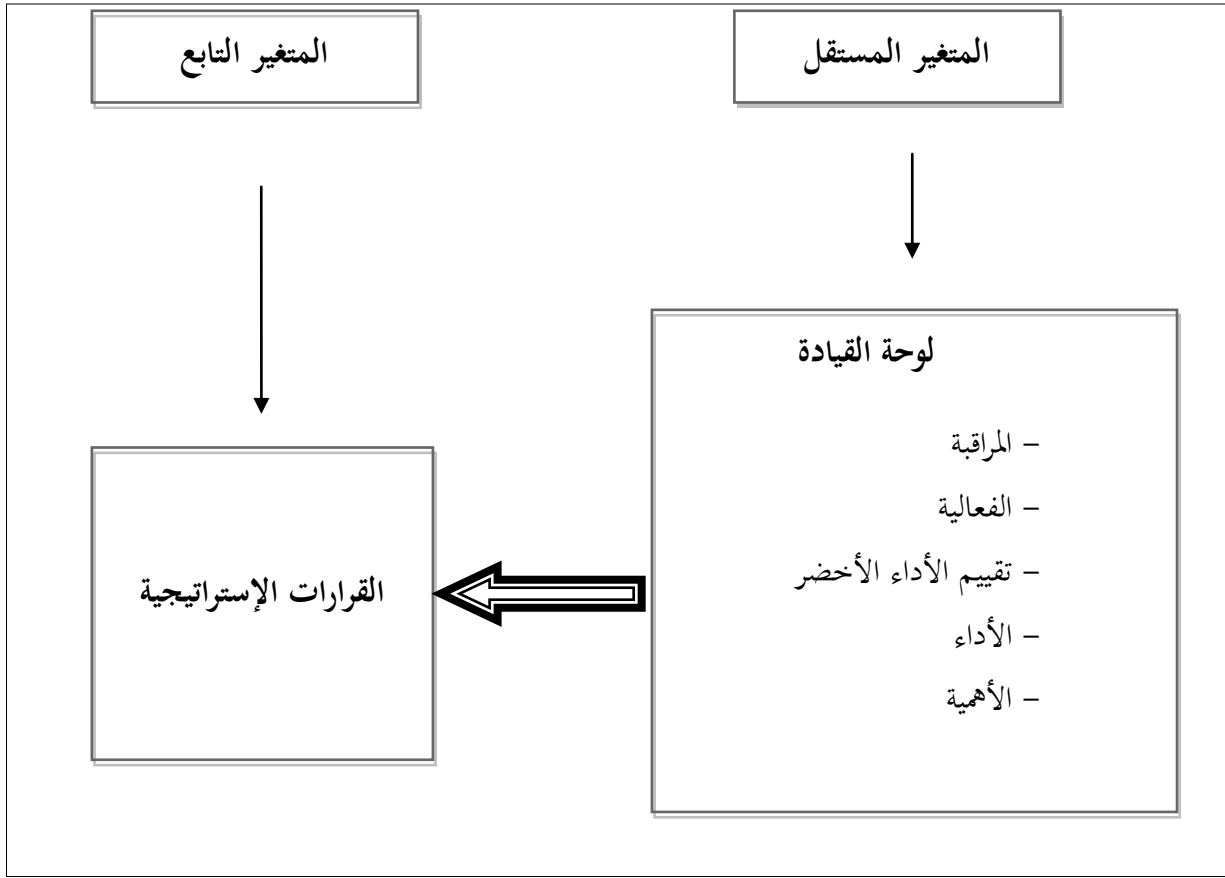 المتغير المستقل
المتغير التابع
لوحة القيادة
– المراقبة
– الفعالية
– تقييم الأداء الأخضر
– الأداء
– الأهمية
القرارات الإستراتيجية